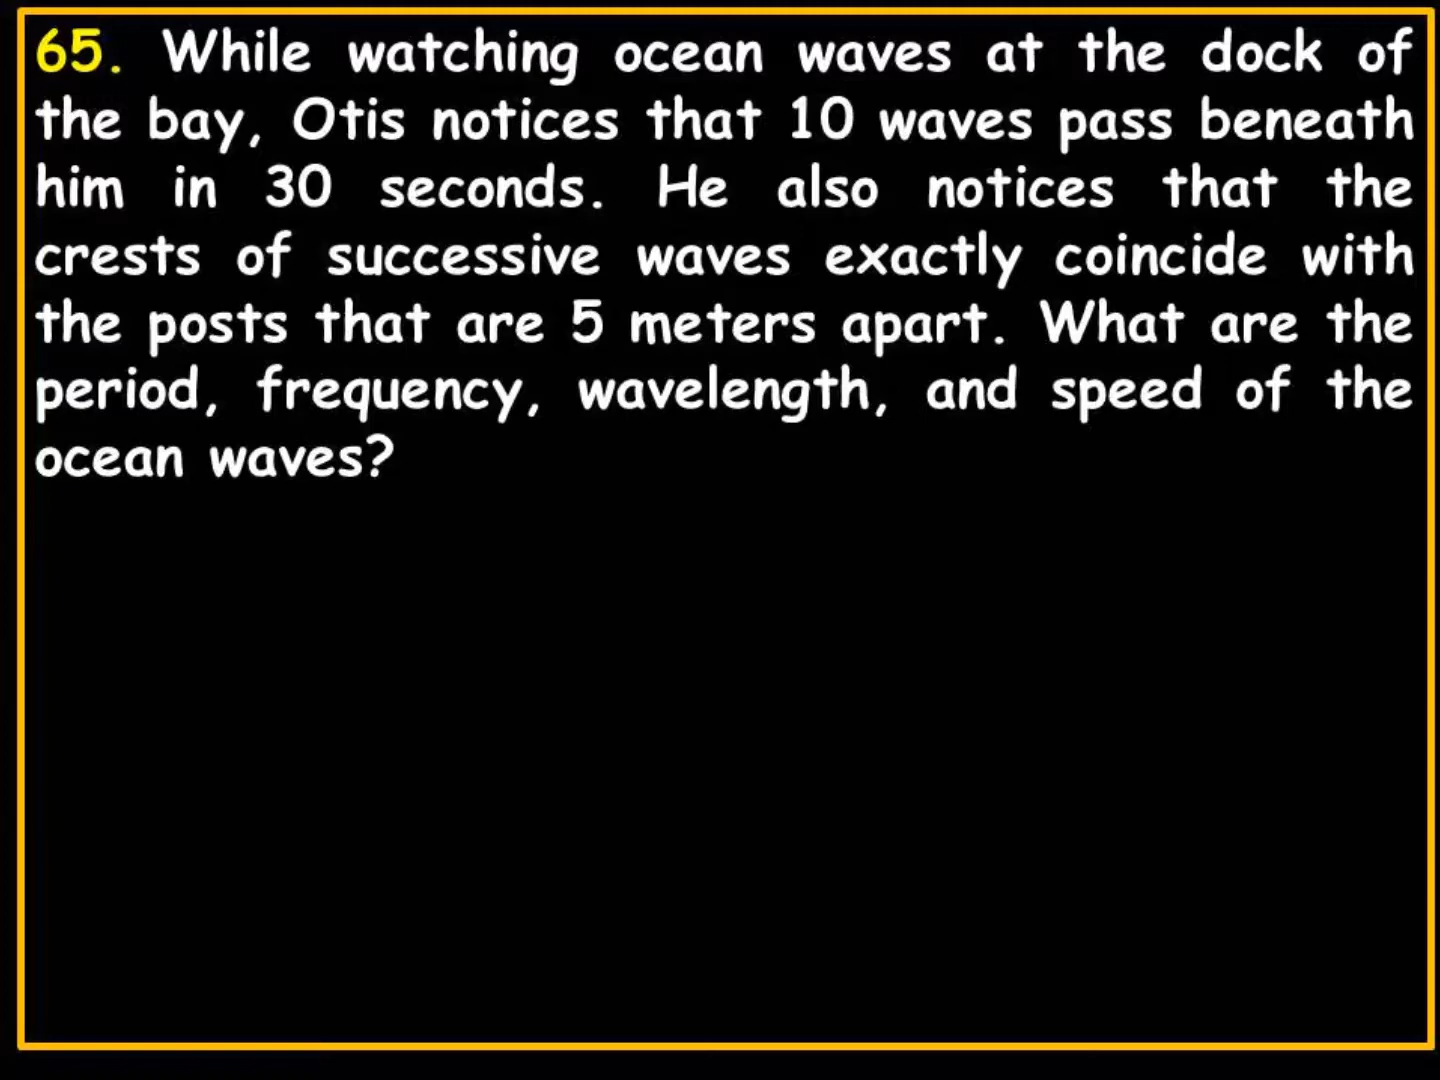 65. While watching ocean waves at the dock of
the bay, Otis notices that 10 waves pass beneath
him in 30 seconds. He also notices that the
crests of successive waves exactly coincide with
the posts that are 5 meters apart. What are the
period, frequency, wavelength, and speed of the
ocean waves?